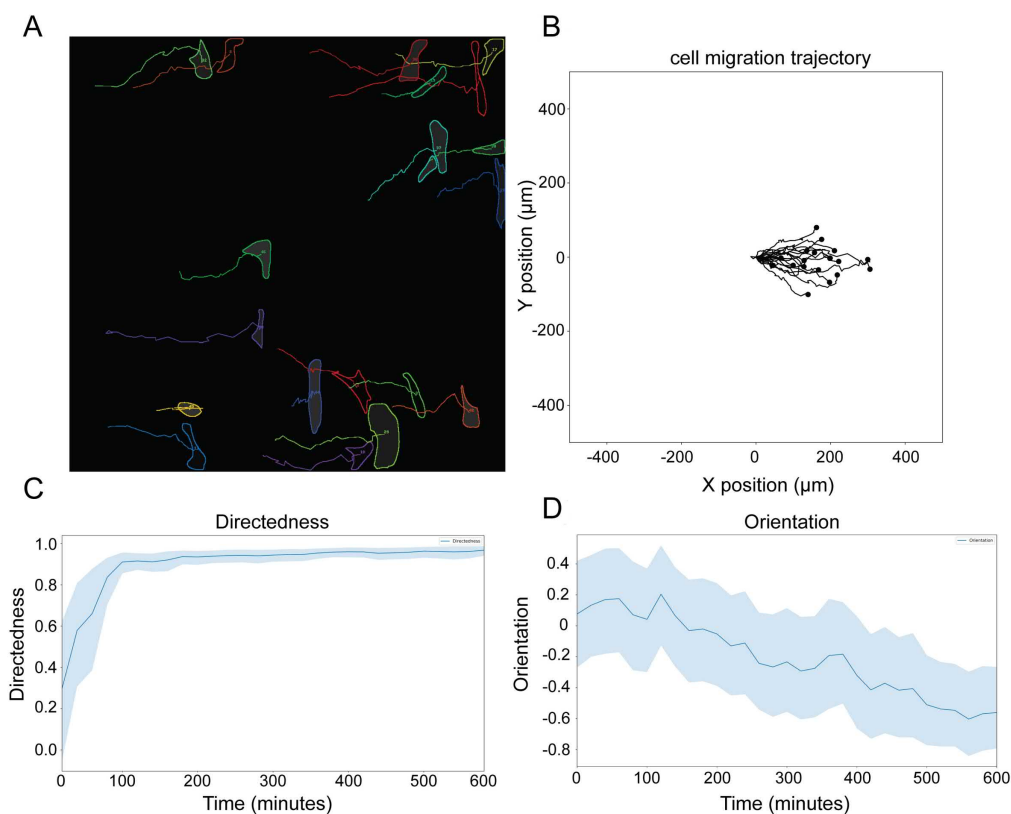 A
B
cell migration trajectory
400
200
0
-200
-400
Y position (µm)
-400 -200 0 200 400
X position (µm)
C
Directedness
Directedness
1.0
0.8
0.6
0.4
0.2
0.0
Directedness
0 100 200 300 400 500 600
Time (minutes)
D
Orientation
Orientation
0.4
0.2
0
-0.2
-0.4
-0.6
-0.8
Orientation
0 100 200 300 400 500 600
Time (minutes)